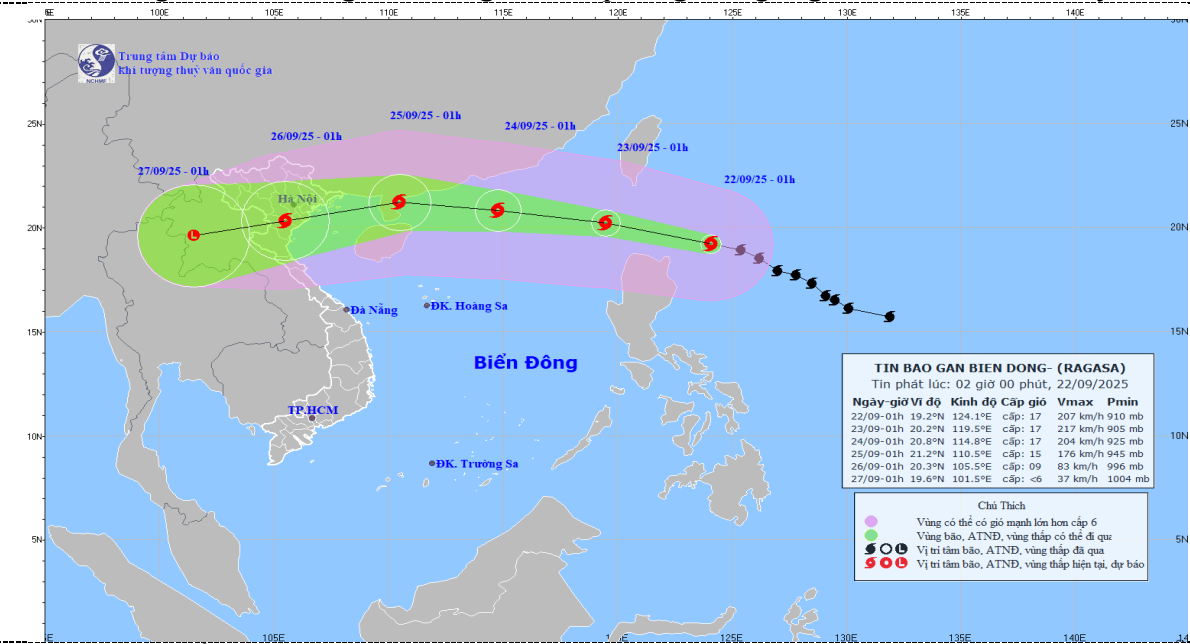 100E 105E 110E 115E 120E 125E 130E 135E 140E
30N
Trung tâm Dự báo
khí tượng thuỷ văn quốc gia
NCHMF
25N 25N
25/09/25 - 01h
24/09/25 - 01h
26/09/25 - 01h
23/09/25 - 01h
27/09/25 - 01h
22/09/25 - 01h
Hà Nội
20N 20N
L
Đà Nẵng
ĐK. Hoàng Sa
15N 15N
Biển Đông
TP.HCM
10N 10N
ĐK. Trường Sa
5N 5N
TIN BAO GAN BIEN DONG- (RAGASA)
Tin phát lúc: 02 giờ 00 phút, 22/09/2025
Ngày-giờ Vĩ độ Kinh độ Cấp gió Vmax Pmin
22/09-01h 19.2°N 124.1°E cấp: 17 207 km/h 910 mb
23/09-01h 20.2°N 119.5°E cấp: 17 217 km/h 905 mb
24/09-01h 20.8°N 114.8°E cấp: 17 204 km/h 925 mb
25/09-01h 21.2°N 110.5°E cấp: 15 176 km/h 945 mb
26/09-01h 20.3°N 105.5°E cấp: 09 83 km/h 996 mb
27/09-01h 19.6°N 101.5°E cấp: <6 37 km/h 1004 mb
Chú Thích
Vùng có thể có gió mạnh lớn hơn cấp 6
Vùng bão, ATNĐ, vùng thấp có thể đi qua
L Vị trí tâm bão, ATNĐ, vùng thấp đã qua
L Vị trí tâm bão, ATNĐ, vùng thấp hiện tại, dự báo
105E 110E 115E 120E 125E 130E 135E 140E